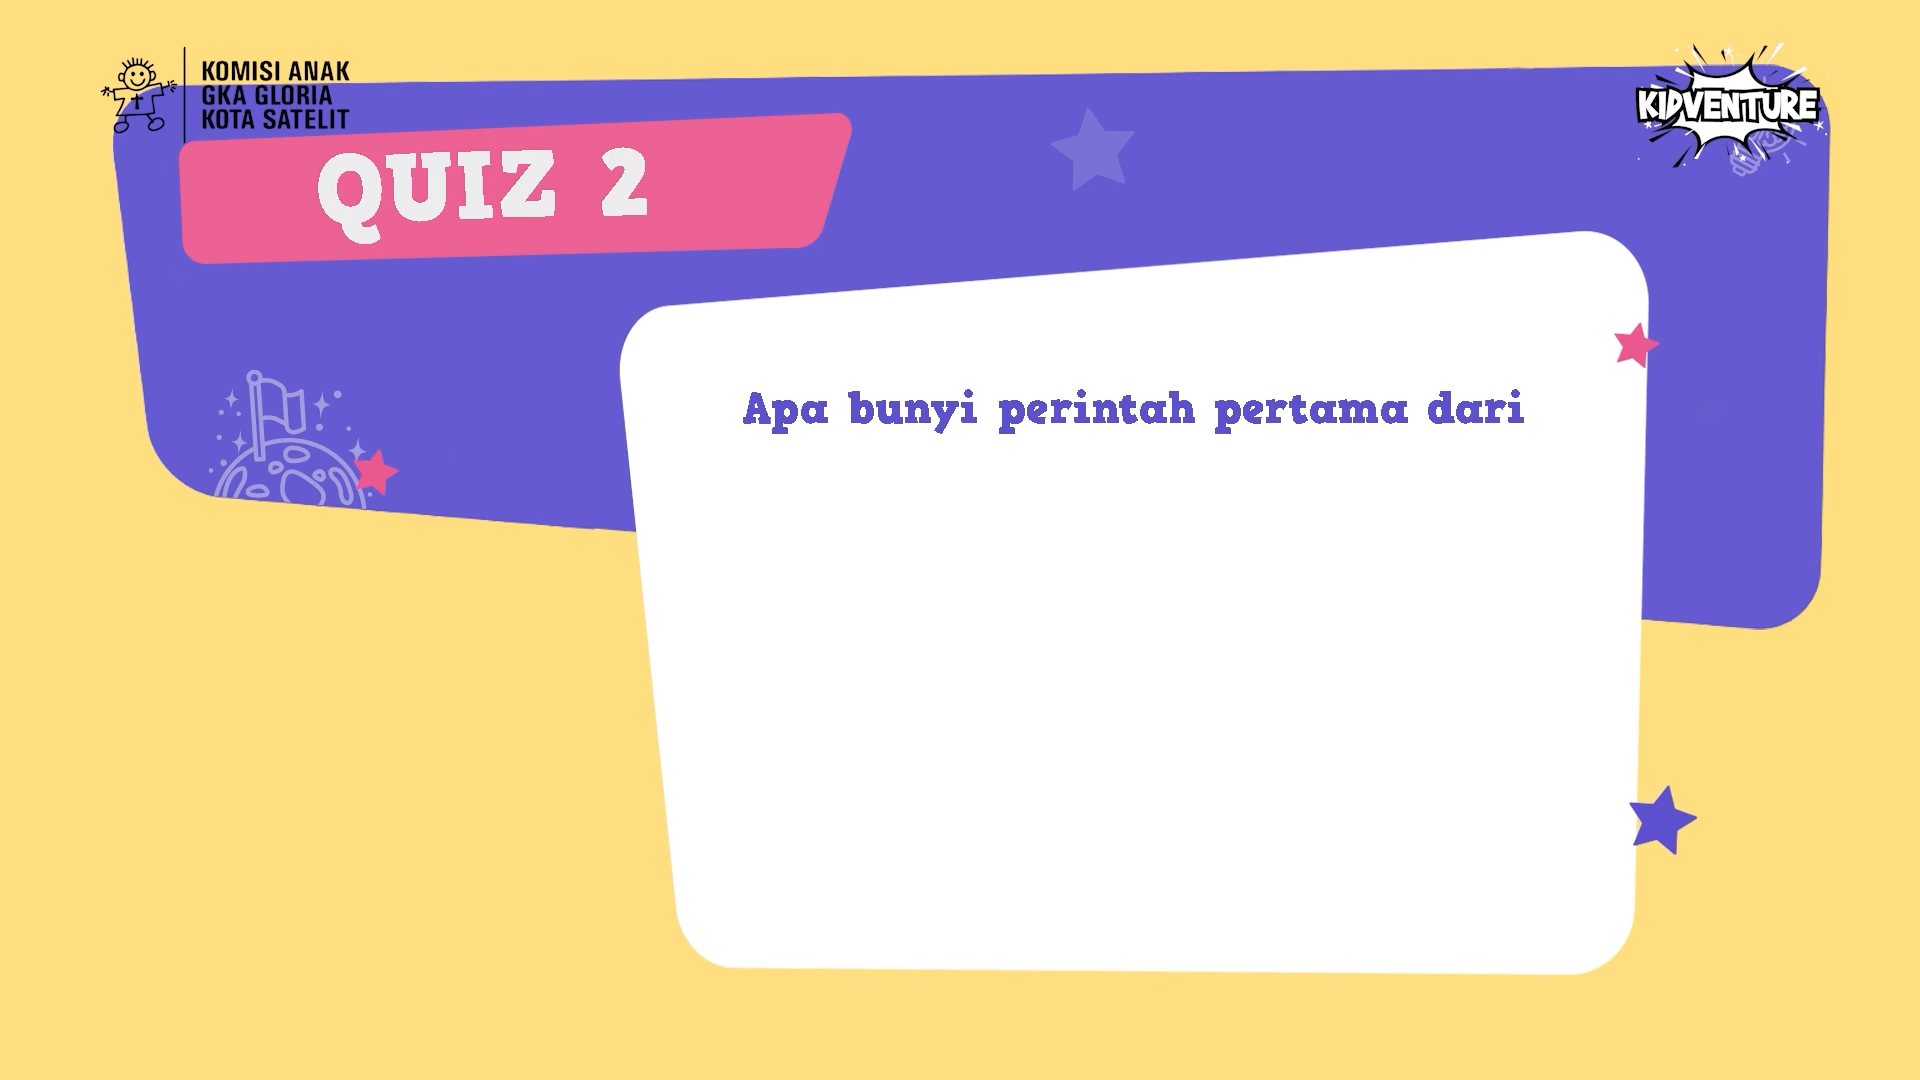 KOMISI ANAK
GKA GLORIA
KOTA SATELIT
KIDVENTURE
QUIZ 2
Apa bunyi perintah pertama dari